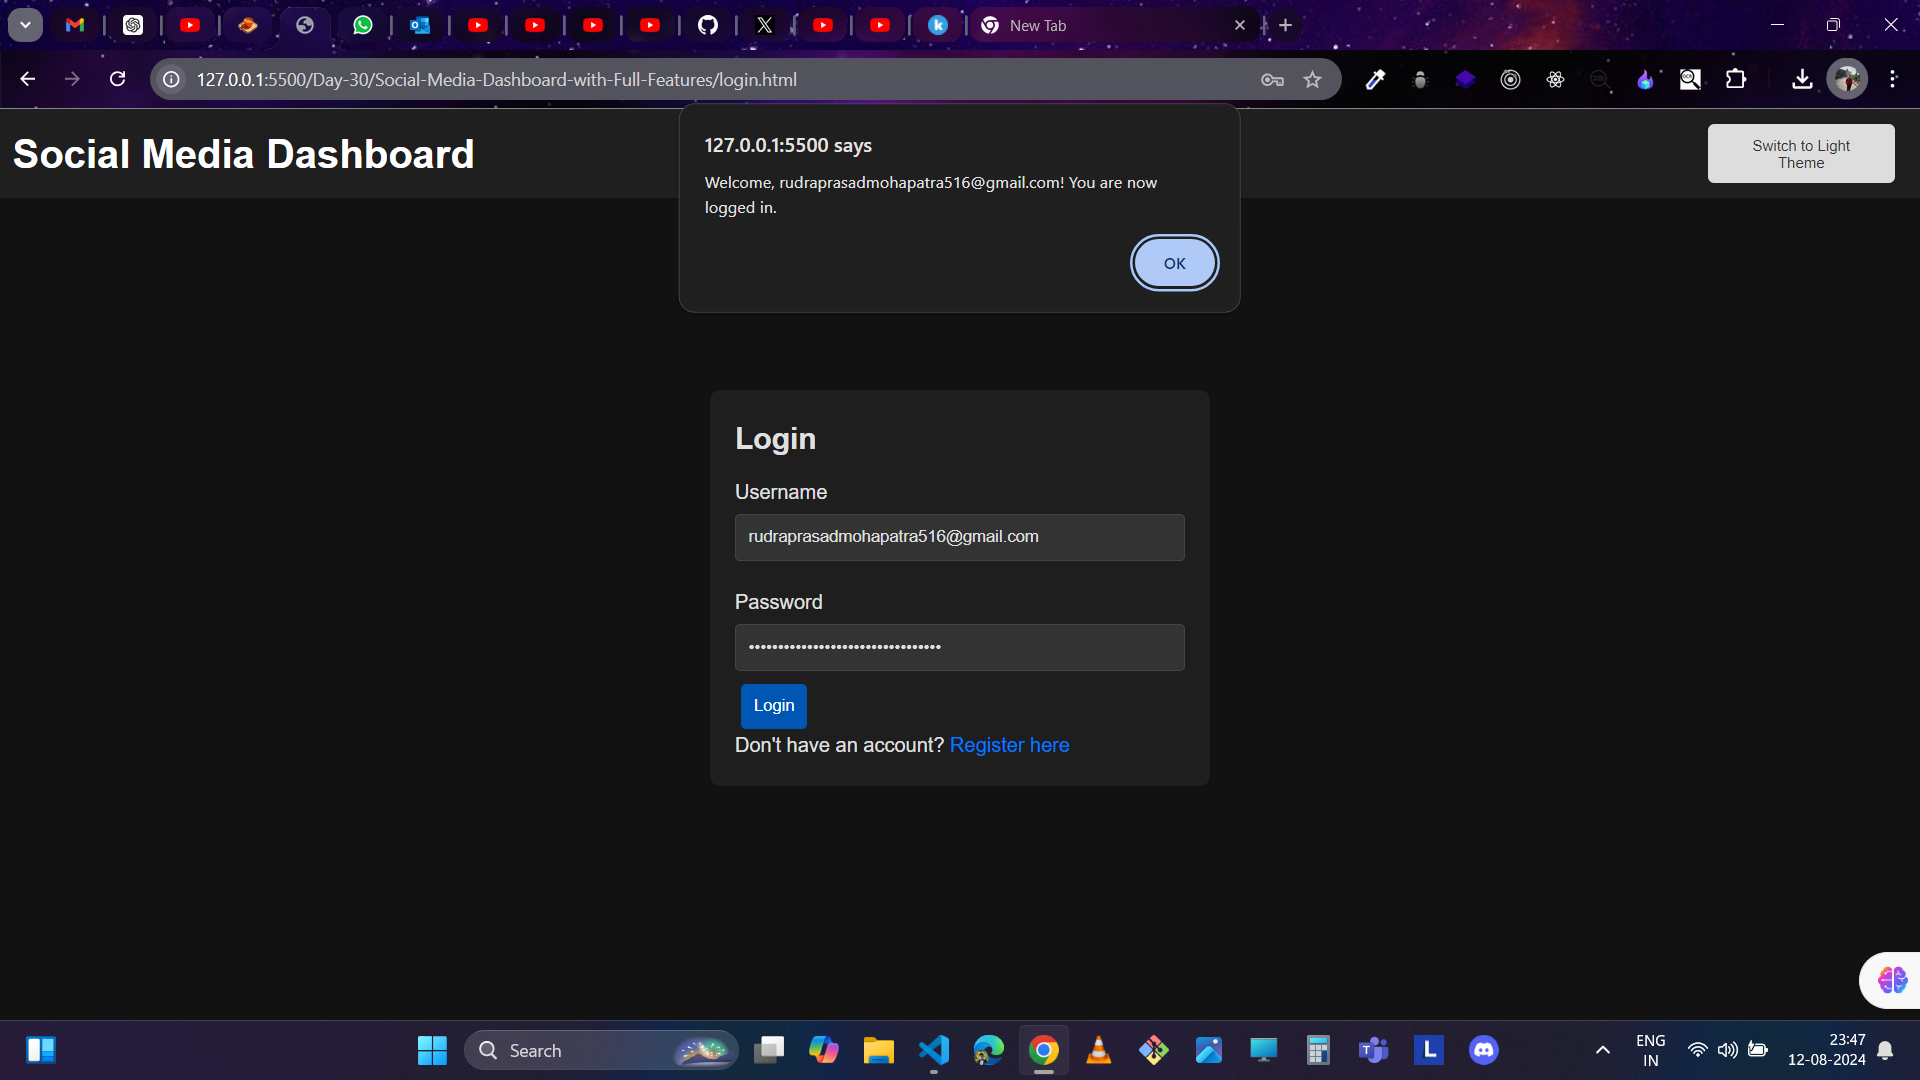 New Tab
127.0.0.1:5500/Day-30/Social-Media-Dashboard-with-Full-Features/login.html
Social Media Dashboard
Switch to Light
Theme
127.0.0.1:5500 says
Welcome, rudraprasadmohapatra516@gmail.com! You are now
logged in.
OK
Login
Username
rudraprasadmohapatra516@gmail.com
Password
•••••••••••••••••••••••••••••••••
Login
Don't have an account? Register here
Search
ENG
IN
23:47
12-08-2024